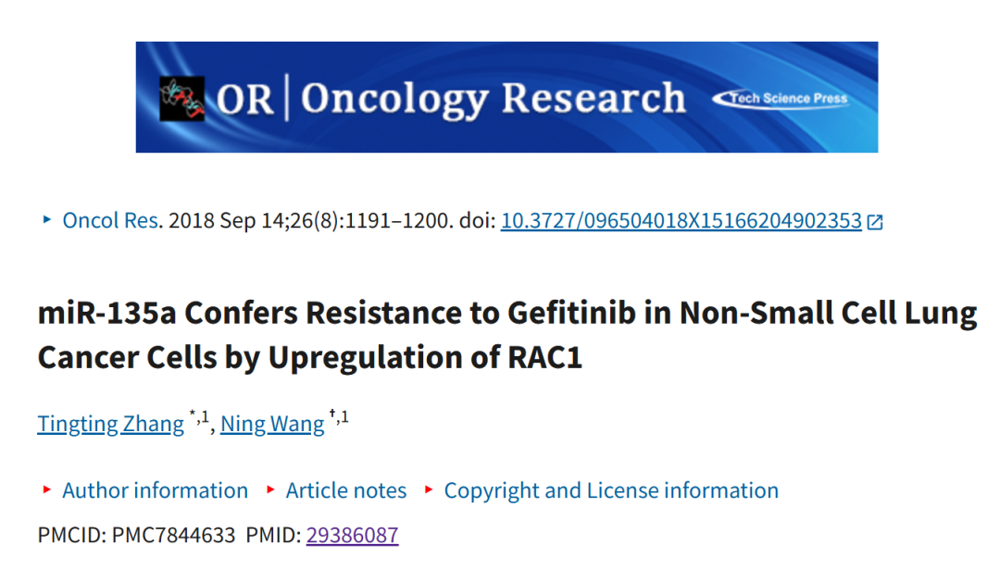 OR | Oncology Research
Tech Science Press
Oncol Res. 2018 Sep 14;26(8):1191–1200. doi: 10.3727/096504018X15166204902353
miR-135a Confers Resistance to Gefitinib in Non-Small Cell Lung
Cancer Cells by Upregulation of RAC1
Tingting Zhang *,1, Ning Wang †,1
Author information Article notes Copyright and License information
PMCID: PMC7844633 PMID: 29386087